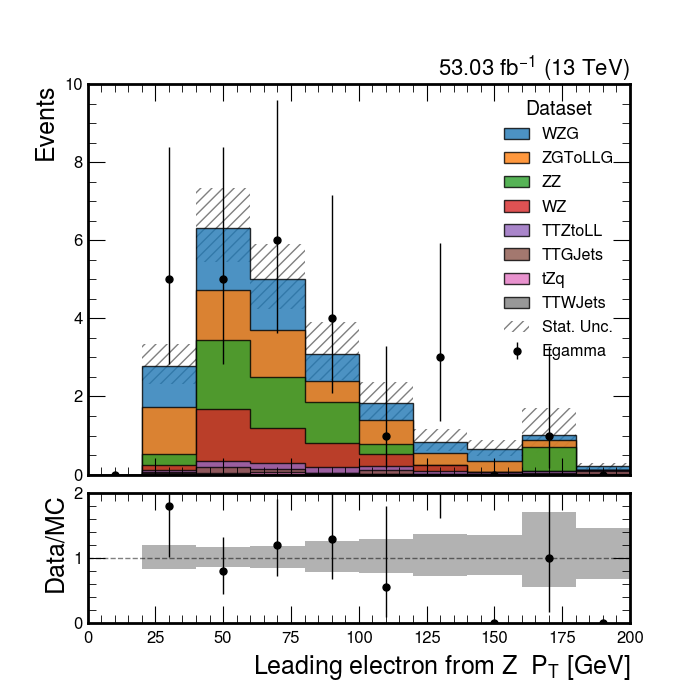 53.03 fb⁻¹ (13 TeV)
Events
10
8
6
4
2
0
Dataset
WZG
ZGToLLG
ZZ
WZ
TTZtoLL
TTGJets
tZq
TTWJets
Stat. Unc.
Egamma
Data/MC
2
1
0
0 25 50 75 100 125 150 175 200
Leading electron from Z P_T [GeV]